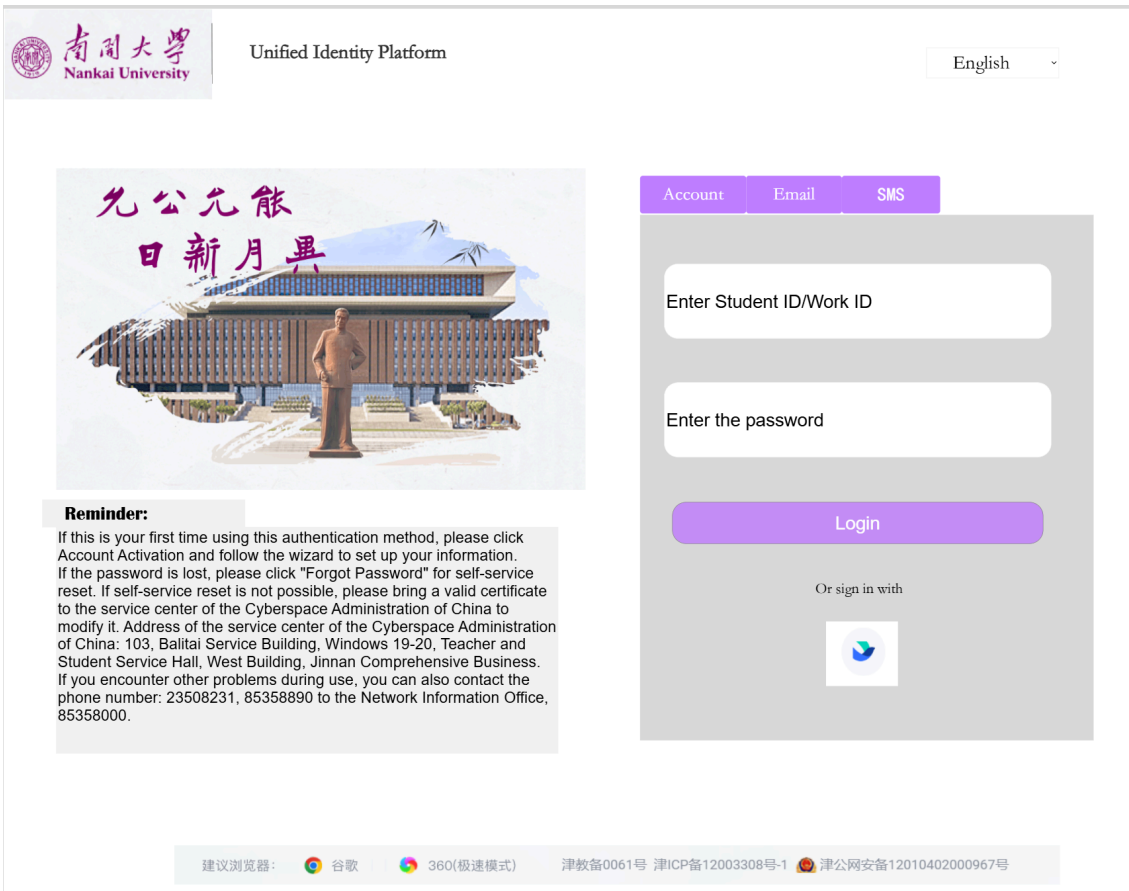 南開大學
Nankai University
Unified Identity Platform
English
允公允能
日新月異
Account
Email
SMS
Enter Student ID/Work ID
Enter the password
Login
Or sign in with
Reminder:
If this is your first time using this authentication method, please click
Account Activation and follow the wizard to set up your information.
If the password is lost, please click "Forgot Password" for self-service
reset. If self-service reset is not possible, please bring a valid certificate
to the service center of the Cyberspace Administration of China to
modify it. Address of the service center of the Cyberspace Administration
of China: 103, Balitai Service Building, Windows 19-20, Teacher and
Student Service Hall, West Building, Jinnan Comprehensive Business.
If you encounter other problems during use, you can also contact the
phone number: 23508231, 85358890 to the Network Information Office,
85358000.
建议浏览器: 谷歌 360(极速模式) 津教备0061号 津ICP备12003308号-1 津公网安备12010402000967号